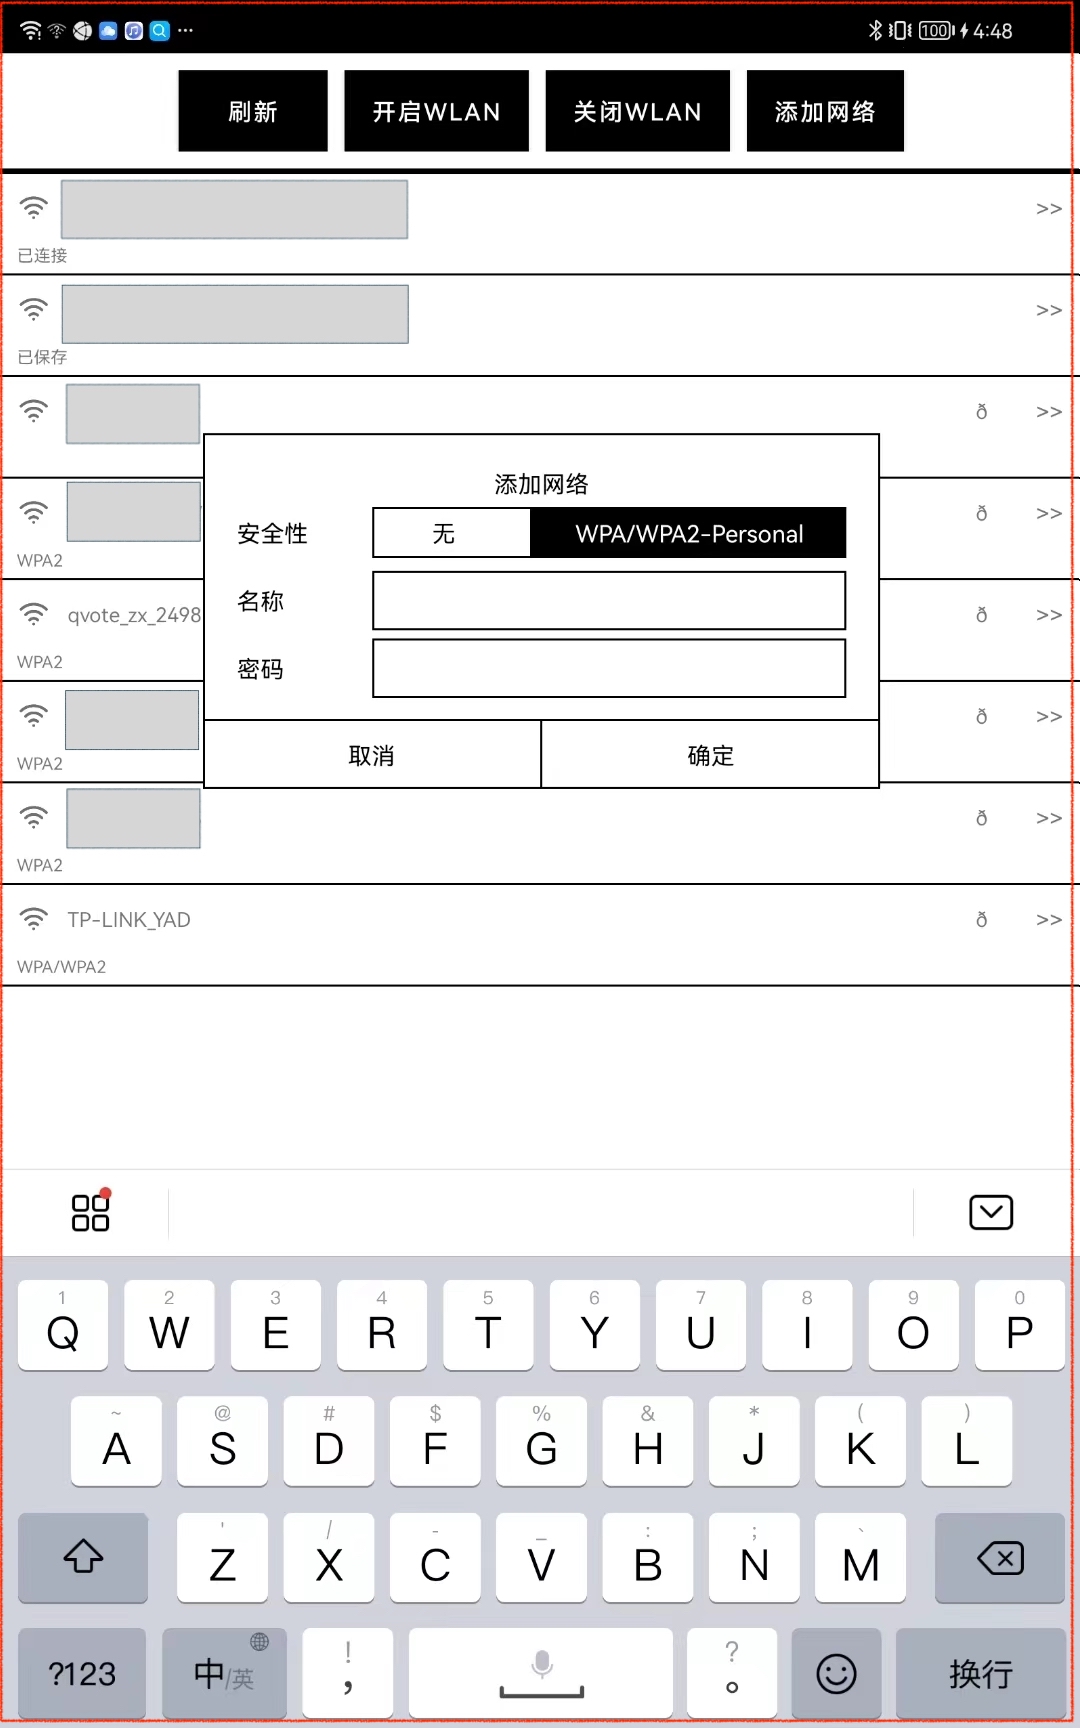 100 4:48
刷新 开启WLAN 关闭WLAN 添加网络
>>
已连接
>>
已保存
ð >>
ð >>
WPA2
qvote_zx_2498 ð >>
WPA2
ð >>
WPA2
ð >>
WPA2
TP-LINK_YAD ð >>
WPA/WPA2
添加网络
安全性 无 WPA/WPA2-Personal
名称
密码
取消 确定
1 2 3 4 5 6 7 8 9 0
Q W E R T Y U I O P
~ @ # $ % & * ( )
A S D F G H J K L
' / - _ : ; `
Z X C V B N M
! ?
?123 中/英 , 。 换行